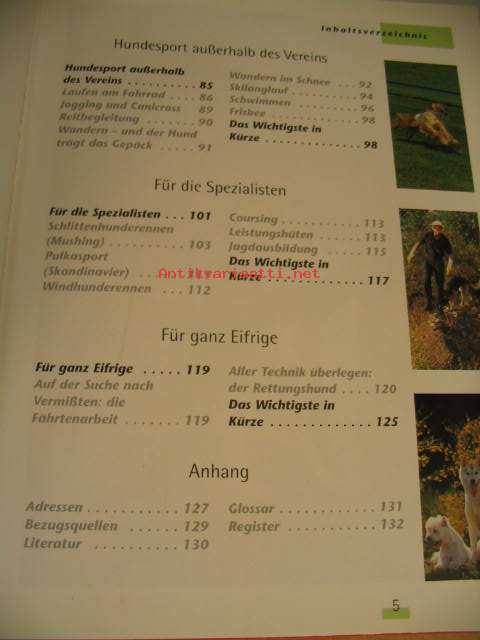 Inhaltsverzeichnis
Hundesport außerhalb des Vereins
Hundesport außerhalb
des Vereins . . . . . . . . . . 85
Laufen am Fahrrad . . . 86
Jogging und Canicross 89
Reitbegleitung . . . . . . . 90
Wandern – und der Hund
trägt das Gepäck . . . . . 91
Wandern im Schnee . . . 92
Skilanglauf . . . . . . . . . . 94
Schwimmen . . . . . . . . . 96
Frisbee . . . . . . . . . . . . . 98
Das Wichtigste in
Kürze . . . . . . . . . . . . . . 98
Für die Spezialisten
Für die Spezialisten . . . 101
Schlittenhunderennen
(Mushing) . . . . . . . . . . 103
Pulkasport
(Skandinavier) . . .
Windhunderennen . . . 112
Coursing . . . . . . . . . . . 113
Leistungshüten . . . . . . 113
Jagdausbildung . . . . . 115
Das Wichtigste in
Kürze . . . . . . . . . . . . . 117
Antikvariaatti.net
Für ganz Eifrige
Für ganz Eifrige . . . . . 119
Auf der Suche nach
Vermißten: die
Fährtenarbeit . . . . . . . 119
Aller Technik überlegen:
der Rettungshund . . . . 120
Das Wichtigste in
Kürze . . . . . . . . . . . . . 125
Anhang
Adressen . . . . . . . . . . . 127
Bezugsquellen . . . . . . 129
Literatur . . . . . . . . . . 130
Glossar . . . . . . . . . . . . 131
Register . . . . . . . . . . . 132
5